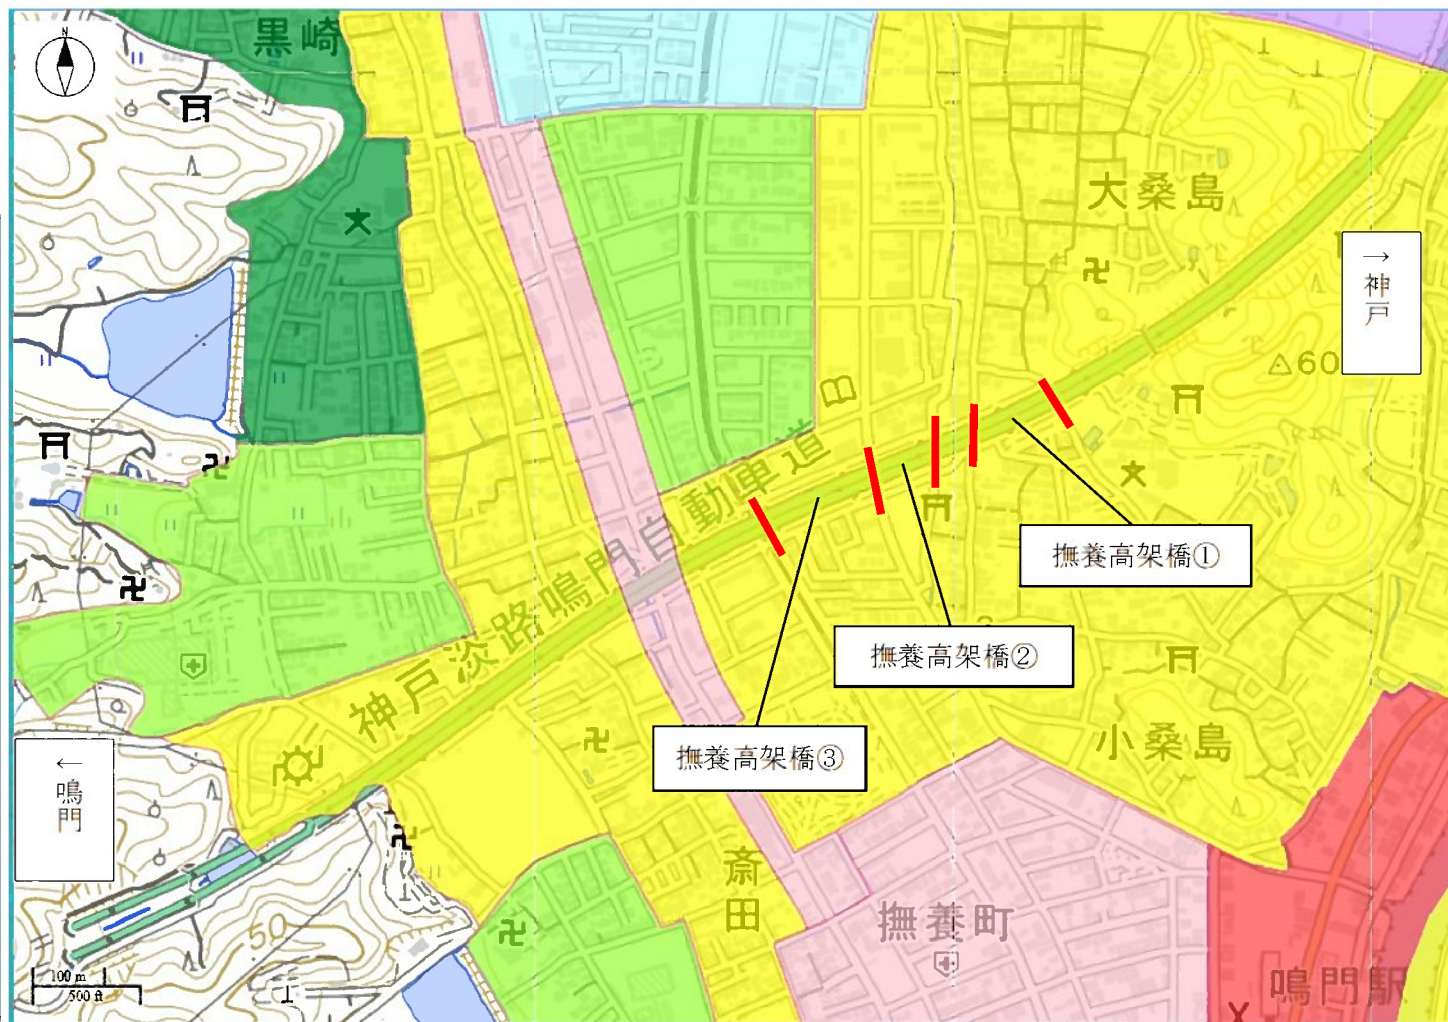 N
黒崎
大桑島
→神戸
60
神戸淡路鳴門自動車道
撫養高架橋①
撫養高架橋②
撫養高架橋③
小桑島
←鳴門
斎田
撫養町
50
100 m
500 ft
鳴門駅